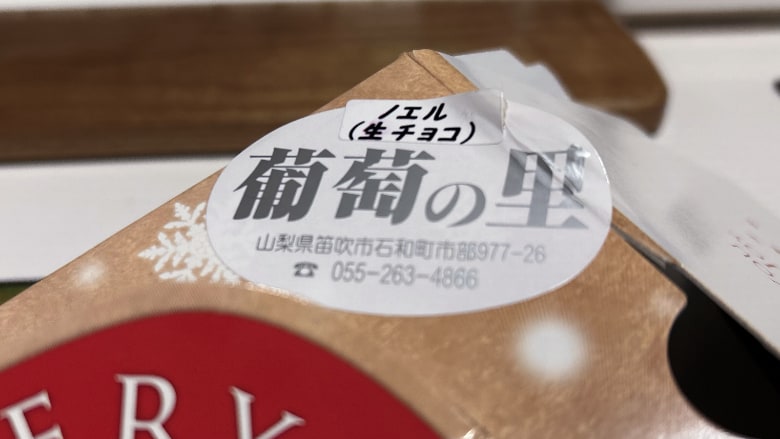 ノエル
(生チョコ)
葡萄の里
山梨県笛吹市石和町市部977-26
☎ 055-263-4866
ERY